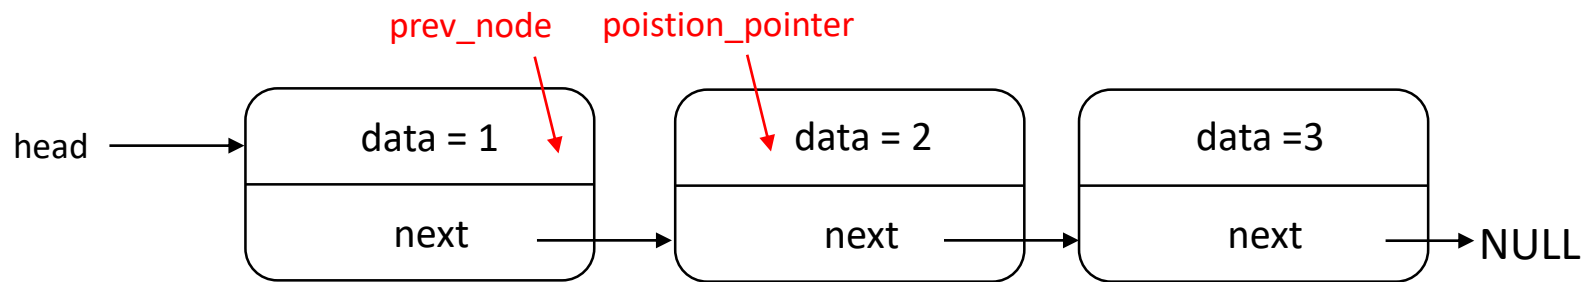 prev_node poistion_pointer
head data = 1 data = 2 data =3
next next next NULL